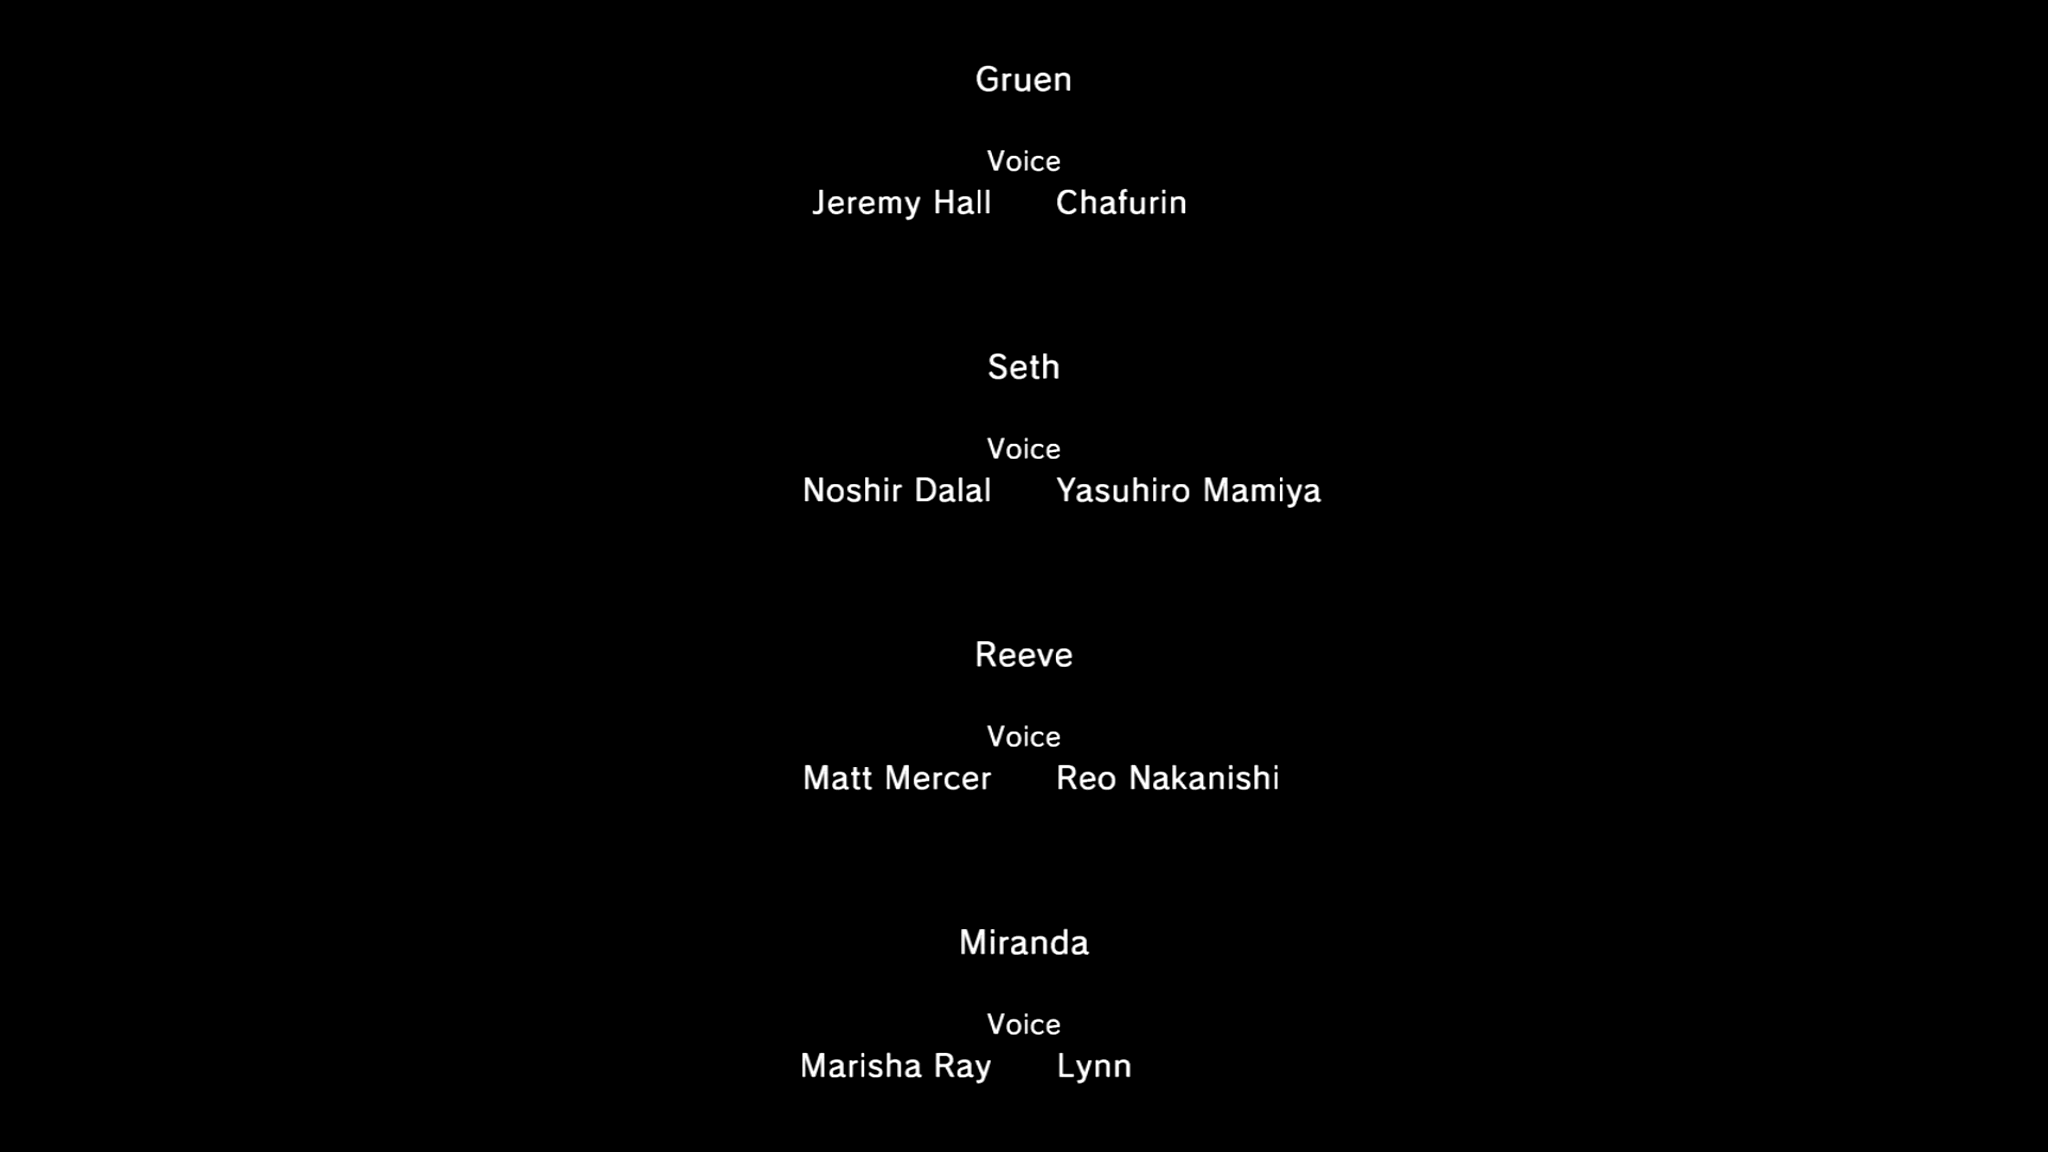 Gruen
Voice
Jeremy Hall Chafurin
Seth
Voice
Noshir Dalal Yasuhiro Mamiya
Reeve
Voice
Matt Mercer Reo Nakanishi
Miranda
Voice
Marisha Ray Lynn